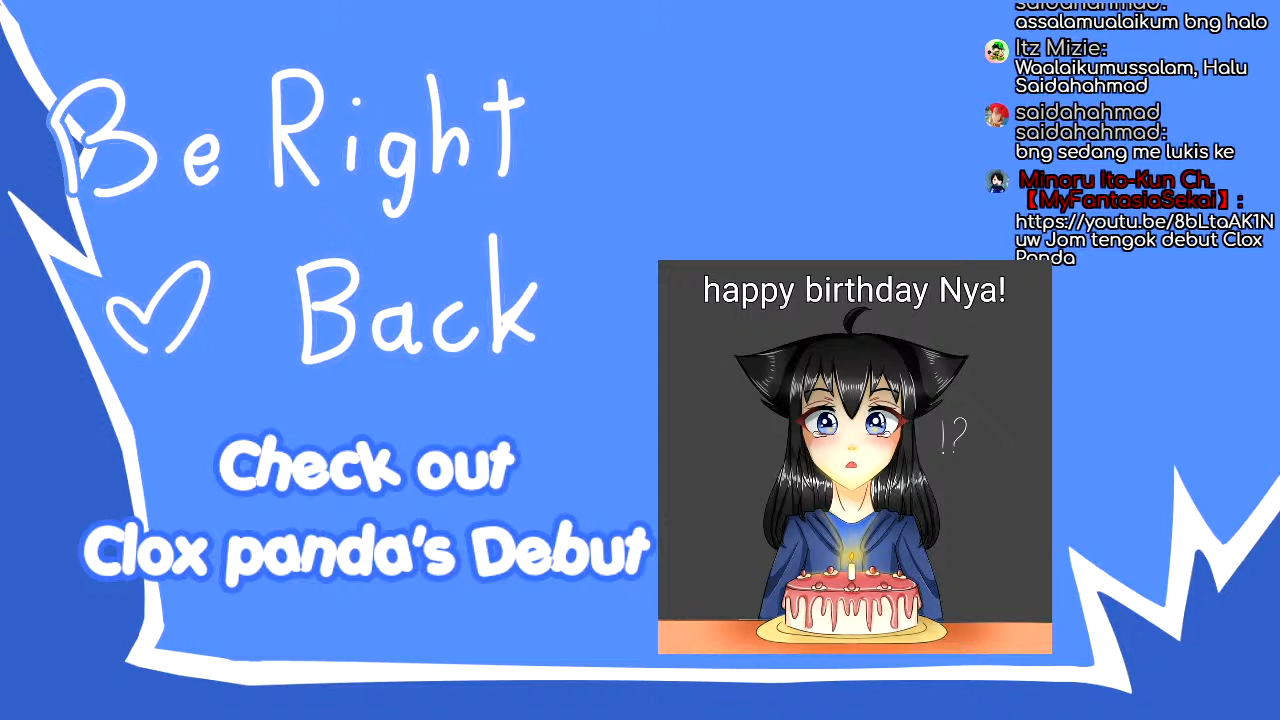 Be Right
Back
Check out
Clox panda's Debut
saidahahmad:
assalamualaikum bng halo
Itz Mizie:
Waalaikumussalam, Halu
Saidahahmad
saidahahmad
saidahahmad:
bng sedang me lukis ke
Minoru Ito-Kun Ch.
【MyFantasiaSekai】:
https://youtu.be/8bLtaAK1N
uw Jom tengok debut Clox
Panda
happy birthday Nya!
!?